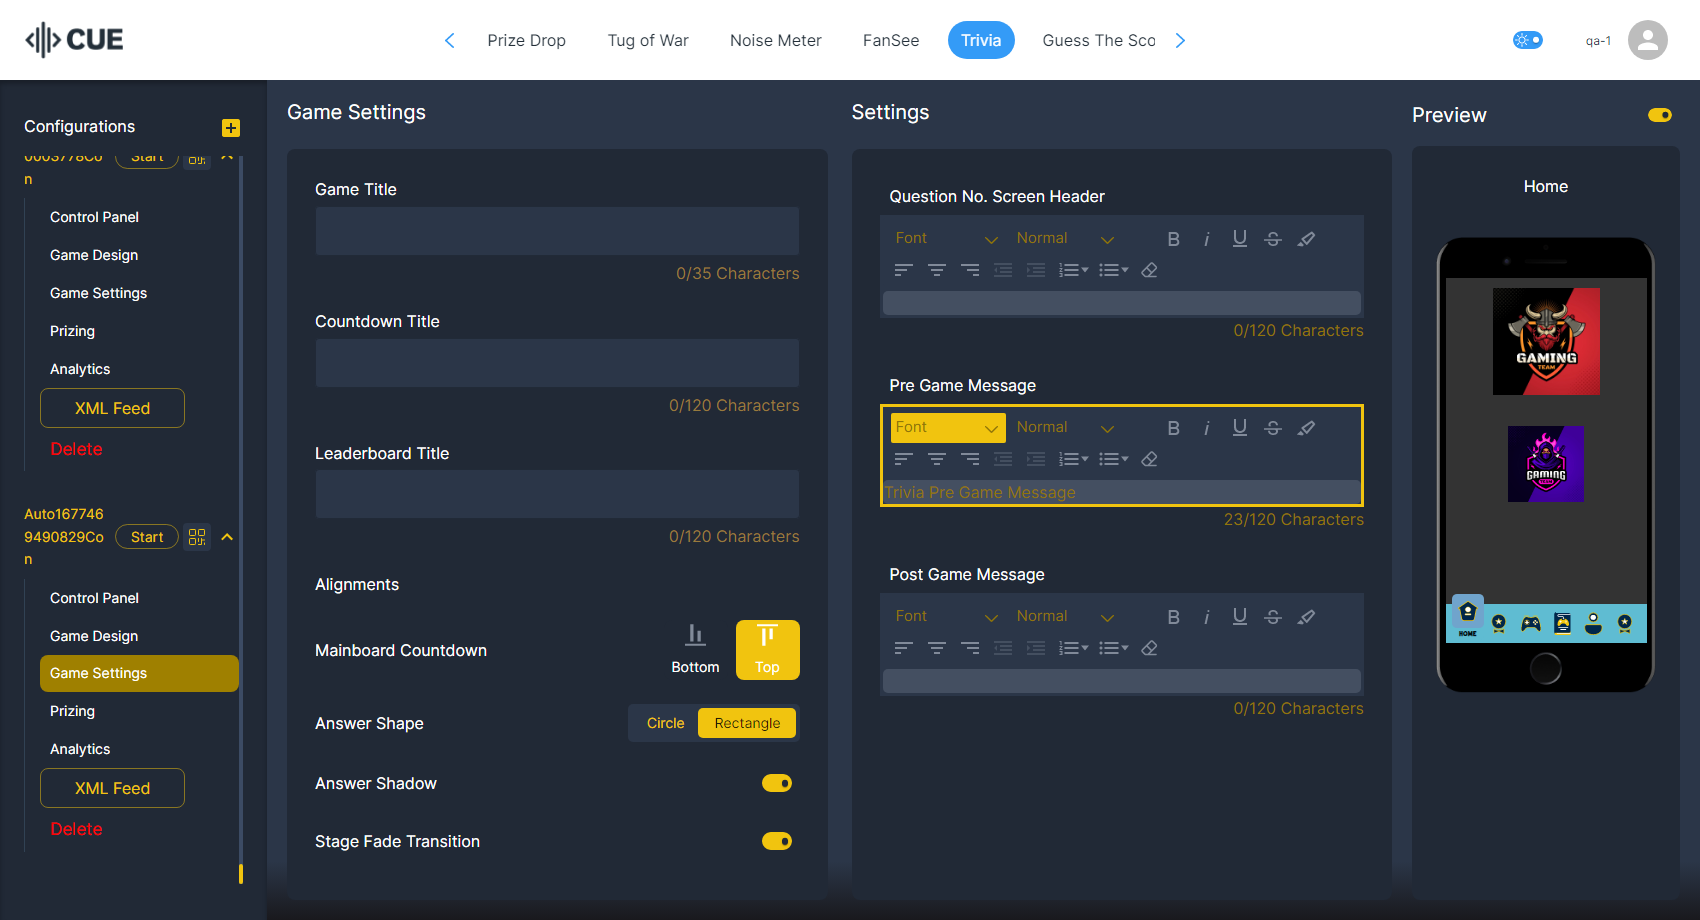 CUE
Prize Drop
Tug of War
Noise Meter
FanSee
Trivia
Guess The Sco
qa-1
Configurations
0003778Co
n
Start
Control Panel
Game Design
Game Settings
Prizing
Analytics
XML Feed
Delete
Auto167746
9490829Co
n
Start
Control Panel
Game Design
Game Settings
Prizing
Analytics
XML Feed
Delete
Game Settings
Game Title
0/35 Characters
Countdown Title
0/120 Characters
Leaderboard Title
0/120 Characters
Alignments
Mainboard Countdown
Bottom
Top
Answer Shape
Circle
Rectangle
Answer Shadow
Stage Fade Transition
Settings
Question No. Screen Header
Font
Normal
0/120 Characters
Pre Game Message
Font
Normal
Trivia Pre Game Message
23/120 Characters
Post Game Message
Font
Normal
0/120 Characters
Preview
Home
GAMING
TEAM
GAMING
TEAM
HOME